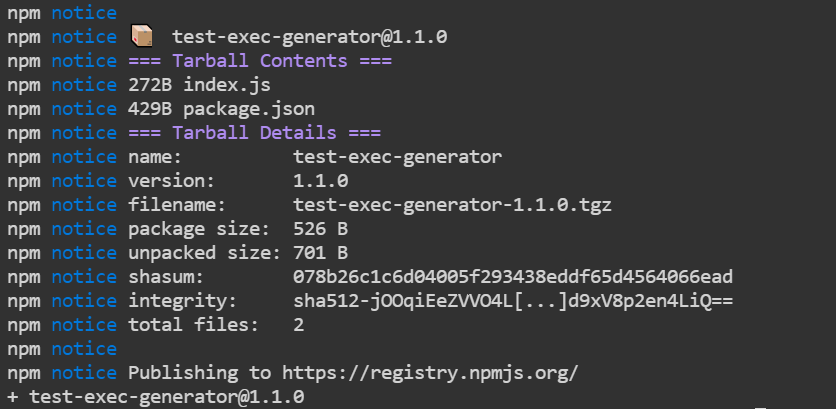 npm notice
npm notice 📦 test-exec-generator@1.1.0
npm notice === Tarball Contents ===
npm notice 272B index.js
npm notice 429B package.json
npm notice === Tarball Details ===
npm notice name: test-exec-generator
npm notice version: 1.1.0
npm notice filename: test-exec-generator-1.1.0.tgz
npm notice package size: 526 B
npm notice unpacked size: 701 B
npm notice shasum: 078b26c1c6d04005f293438eddf65d4564066ead
npm notice integrity: sha512-jOOqiEeZVVO4L[...]d9xV8p2en4LiQ==
npm notice total files: 2
npm notice
npm notice Publishing to https://registry.npmjs.org/
+ test-exec-generator@1.1.0